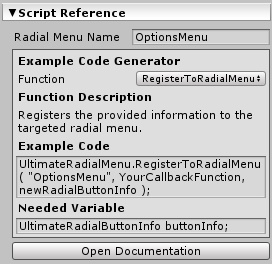 ▼Script Reference
Radial Menu Name OptionsMenu
Example Code Generator
Function RegisterToRadialMenu
Function Description
Registers the provided information to the
targeted radial menu.
Example Code
UltimateRadialMenu.RegisterToRadialMenu
( "OptionsMenu", YourCallbackFunction,
newRadialButtonInfo );
Needed Variable
UltimateRadialButtonInfo buttonInfo;
Open Documentation